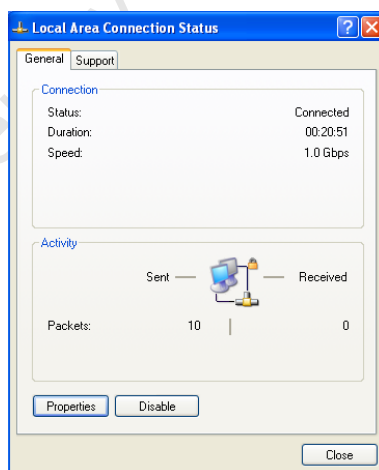 Local Area Connection Status
General Support
Connection
Status: Connected
Duration: 00:20:51
Speed: 1.0 Gbps
Activity
Sent — — Received
Packets: 10 | 0
Properties Disable
Close